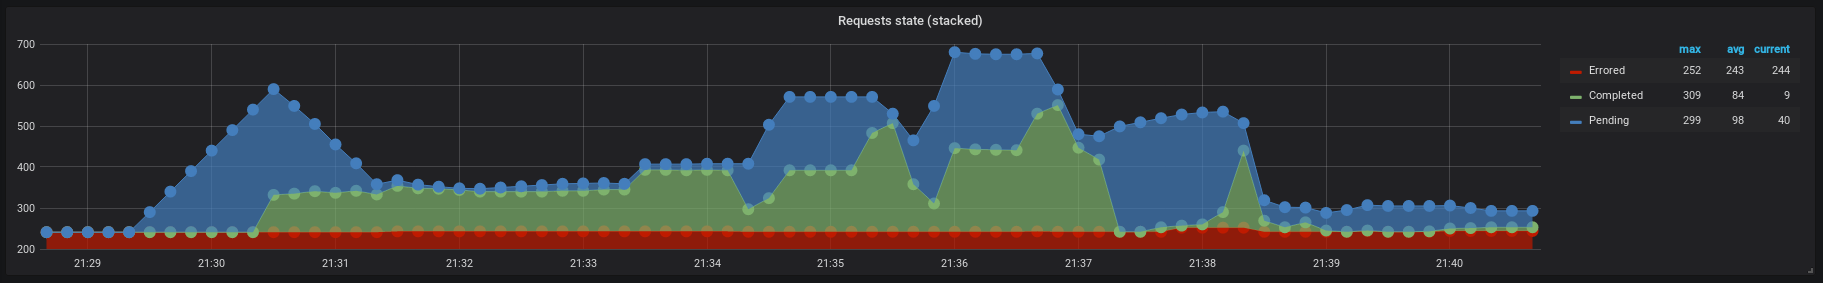 Requests state (stacked)
700
600
500
400
300
200
21:29 21:30 21:31 21:32 21:33 21:34 21:35 21:36 21:37 21:38 21:39 21:40
max avg current
Errored 252 243 244
Completed 309 84 9
Pending 299 98 40